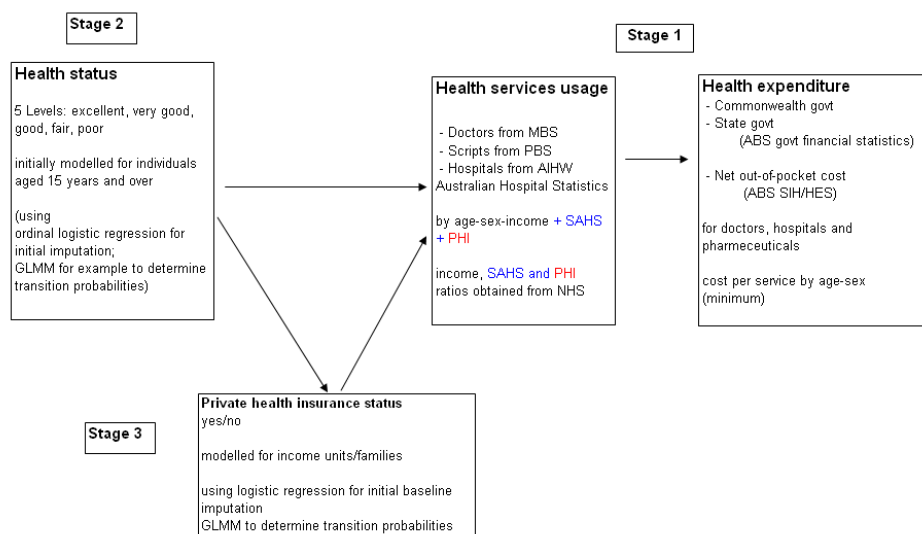 Stage 2
Stage 1
Health status
5 Levels: excellent, very good,
good, fair, poor
initially modelled for individuals
aged 15 years and over
(using
ordinal logistic regression for
initial imputation;
GLMM for example to determine
transition probabilities)
Health services usage
- Doctors from MBS
- Scripts from PBS
- Hospitals from AIHW
Australian Hospital Statistics
by age-sex-income + SAHS
+ PHI
income, SAHS and PHI
ratios obtained from NHS
Health expenditure
- Commonwealth govt
- State govt
(ABS govt financial statistics)
- Net out-of-pocket cost
(ABS SIH/HES)
for doctors, hospitals and
pharmeceuticals
cost per service by age-sex
(minimum)
Stage 3
Private health insurance status
yes/no
modelled for income units/families
using logistic regression for initial baseline
imputation
GLMM to determine transition probabilities